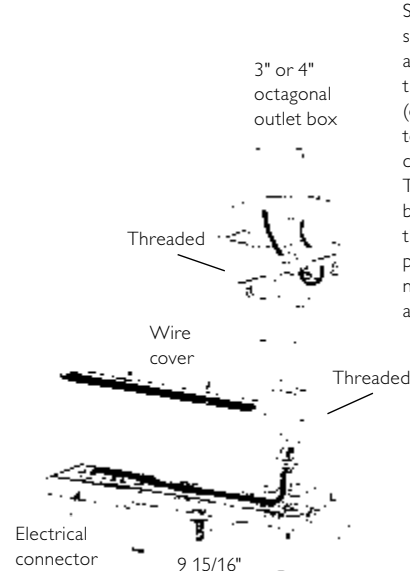 3" or 4"
octagonal
outlet box
Threaded
Wire
cover
Threaded
Electrical
connector
9 15/16"